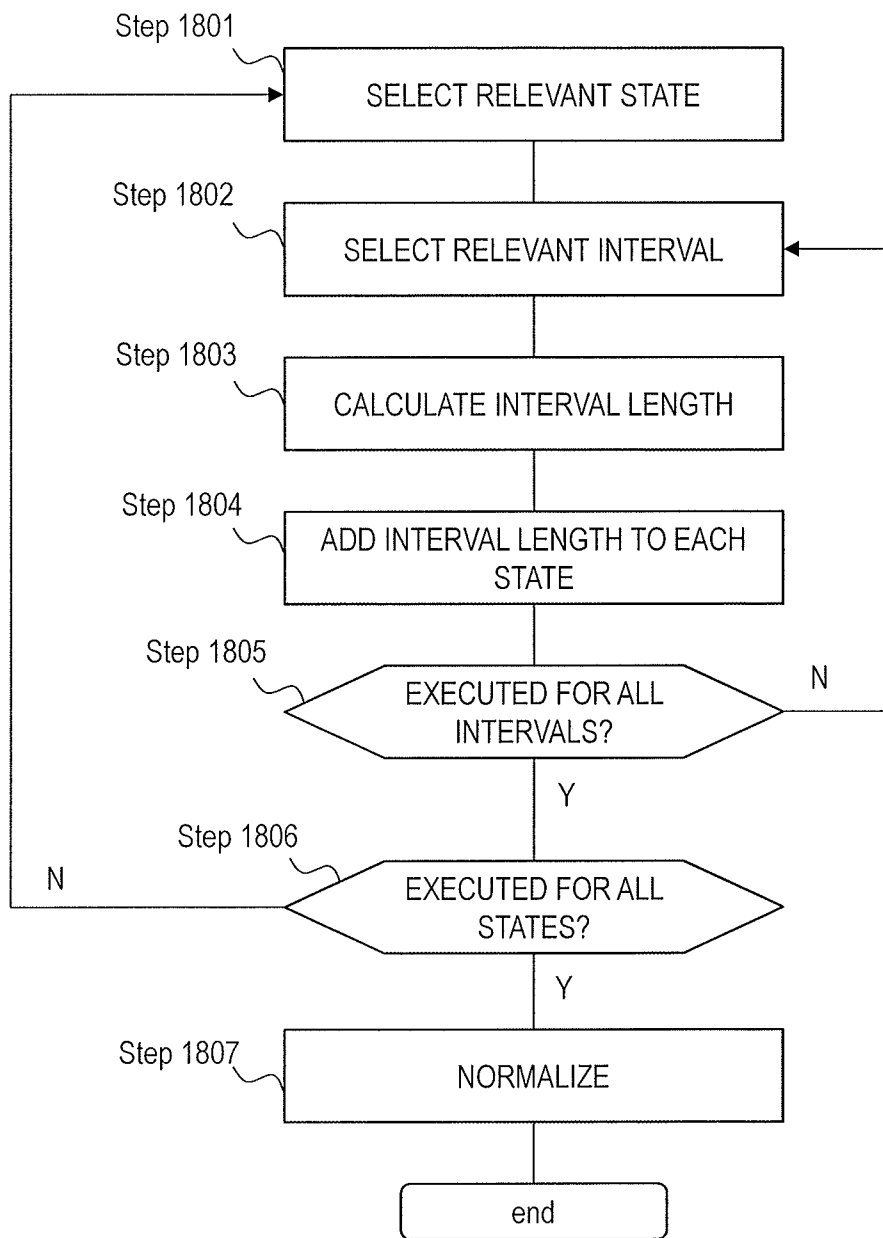 Step 1801
SELECT RELEVANT STATE
Step 1802
SELECT RELEVANT INTERVAL
Step 1803
CALCULATE INTERVAL LENGTH
Step 1804
ADD INTERVAL LENGTH TO EACH
STATE
Step 1805
EXECUTED FOR ALL
INTERVALS?
N
Y
Step 1806
N
EXECUTED FOR ALL
STATES?
Y
Step 1807
NORMALIZE
end